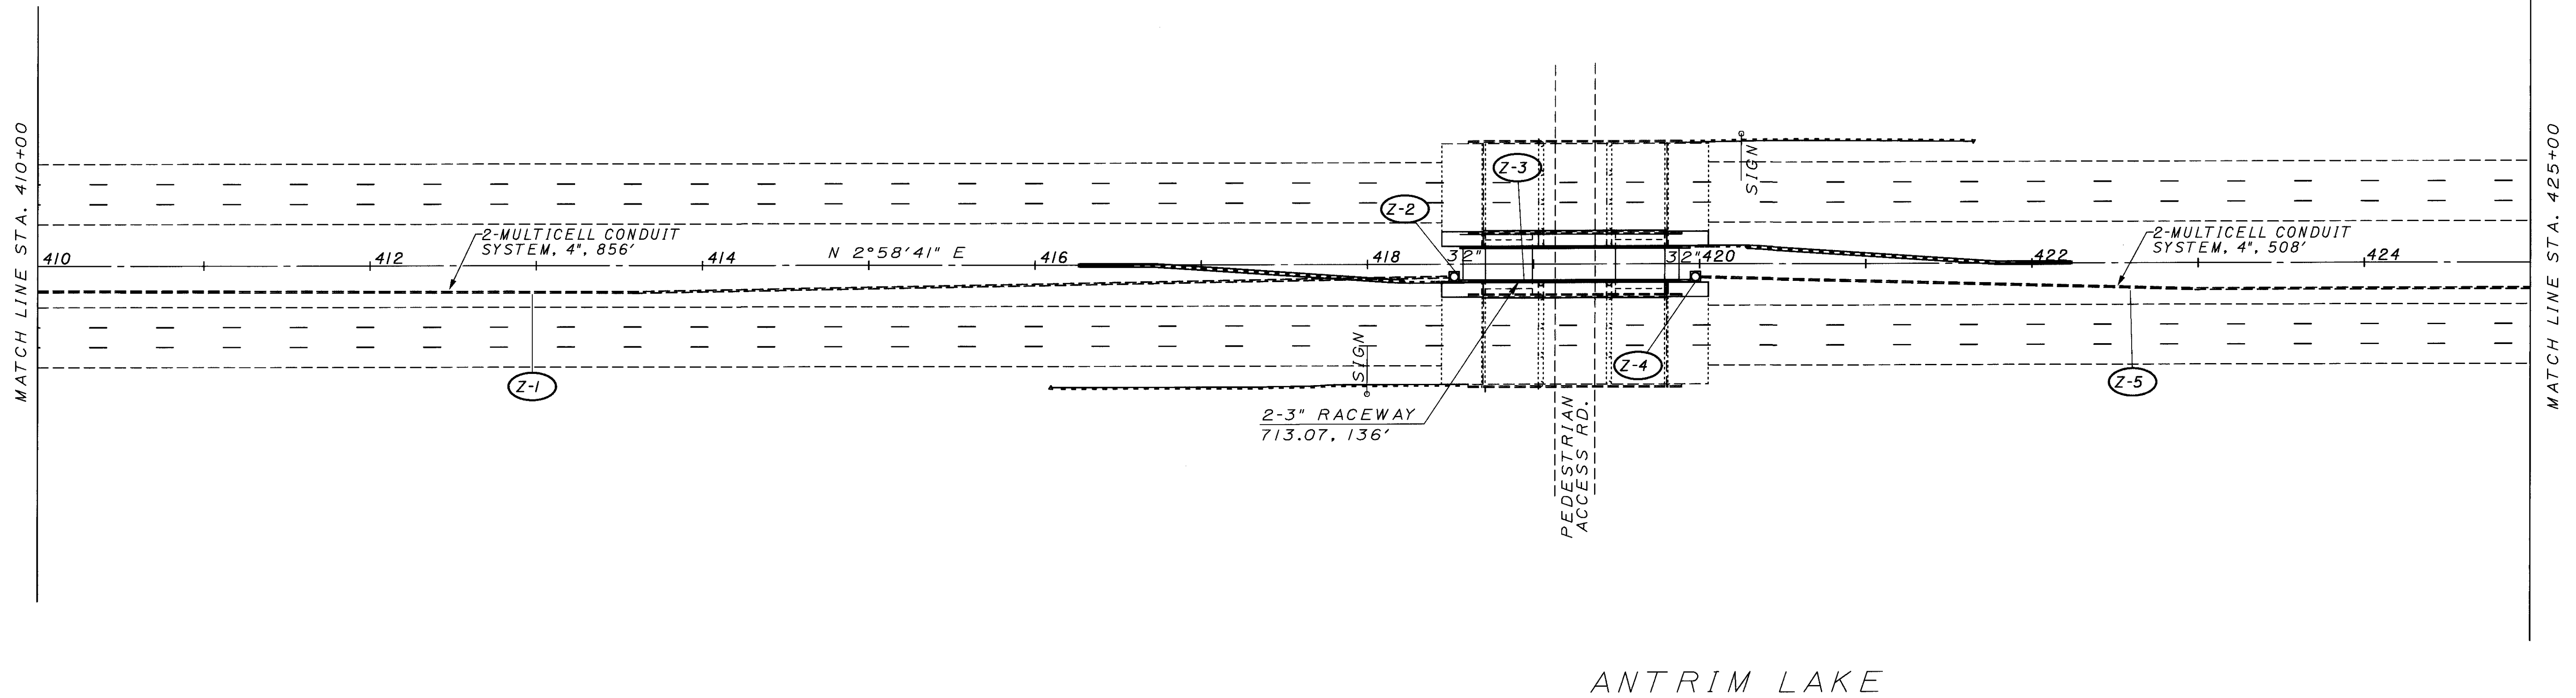 MATCH LINE STA. 410+00
MATCH LINE STA. 425+00
SIGN
Z-3
Z-2
2-MULTICELL CONDUIT
SYSTEM, 4", 856'
2-MULTICELL CONDUIT
SYSTEM, 4", 508'
410
412
414
N 2°58'41" E
416
418
32"
32"
420
422
424
SIGN
Z-4
Z-1
Z-5
2-3" RACEWAY
713.07, 136'
PEDESTRIAN
ACCESS RD.
ANTRIM LAKE